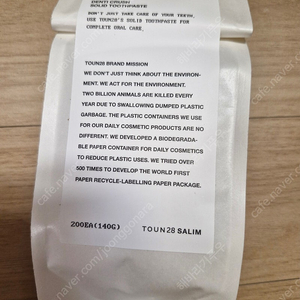 DENTI CRUSH
SOLID TOOTHPASTE
DON'T JUST TAKE CARE OF YOUR TEETH.
USE TOUN28'S SOLID TOOTHPASTE FOR
COMPLETE ORAL CARE.
TOUN28 BRAND MISSION
WE DON'T JUST THINK ABOUT THE ENVIRON-
MENT. WE ACT FOR THE ENVIRONMENT.
TWO BILLION ANIMALS ARE KILLED EVERY
YEAR DUE TO SWALLOWING DUMPED PLASTIC
GARBAGE. THE PLASTIC CONTAINERS WE USE
FOR OUR DAILY COSMETIC PRODUCTS ARE NO
DIFFERENT. WE DEVELOPED A BIODEGRADA-
BLE PAPER CONTAINER FOR DAILY COSMETICS
TO REDUCE PLASTIC USES. WE TRIED OVER
500 TIMES TO DEVELOP THE WORLD FIRST
PAPER RECYCLE-LABELLING PAPER PACKAGE.
200EA(140G) TOUN28 SALIM